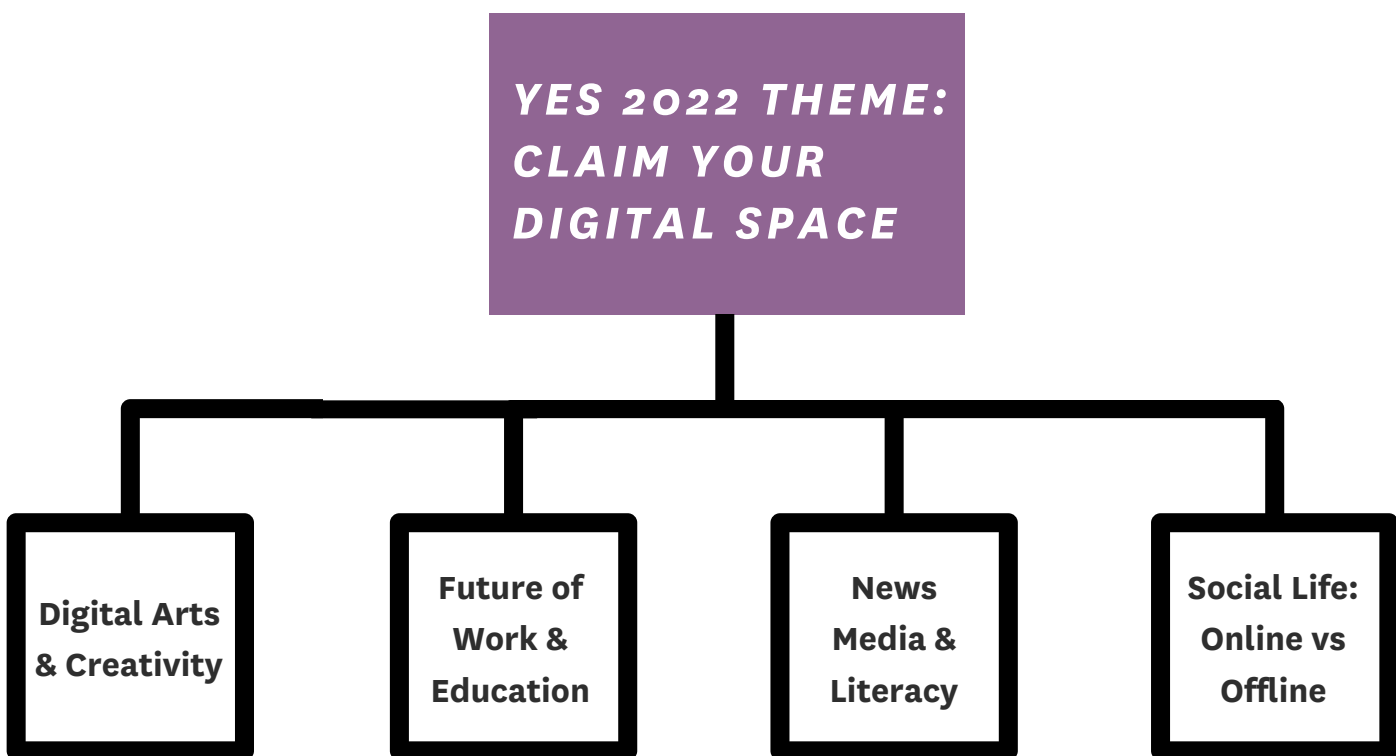 YES 2022 THEME:
CLAIM YOUR
DIGITAL SPACE
Digital Arts
& Creativity
Future of
Work &
Education
News
Media &
Literacy
Social Life:
Online vs
Offline